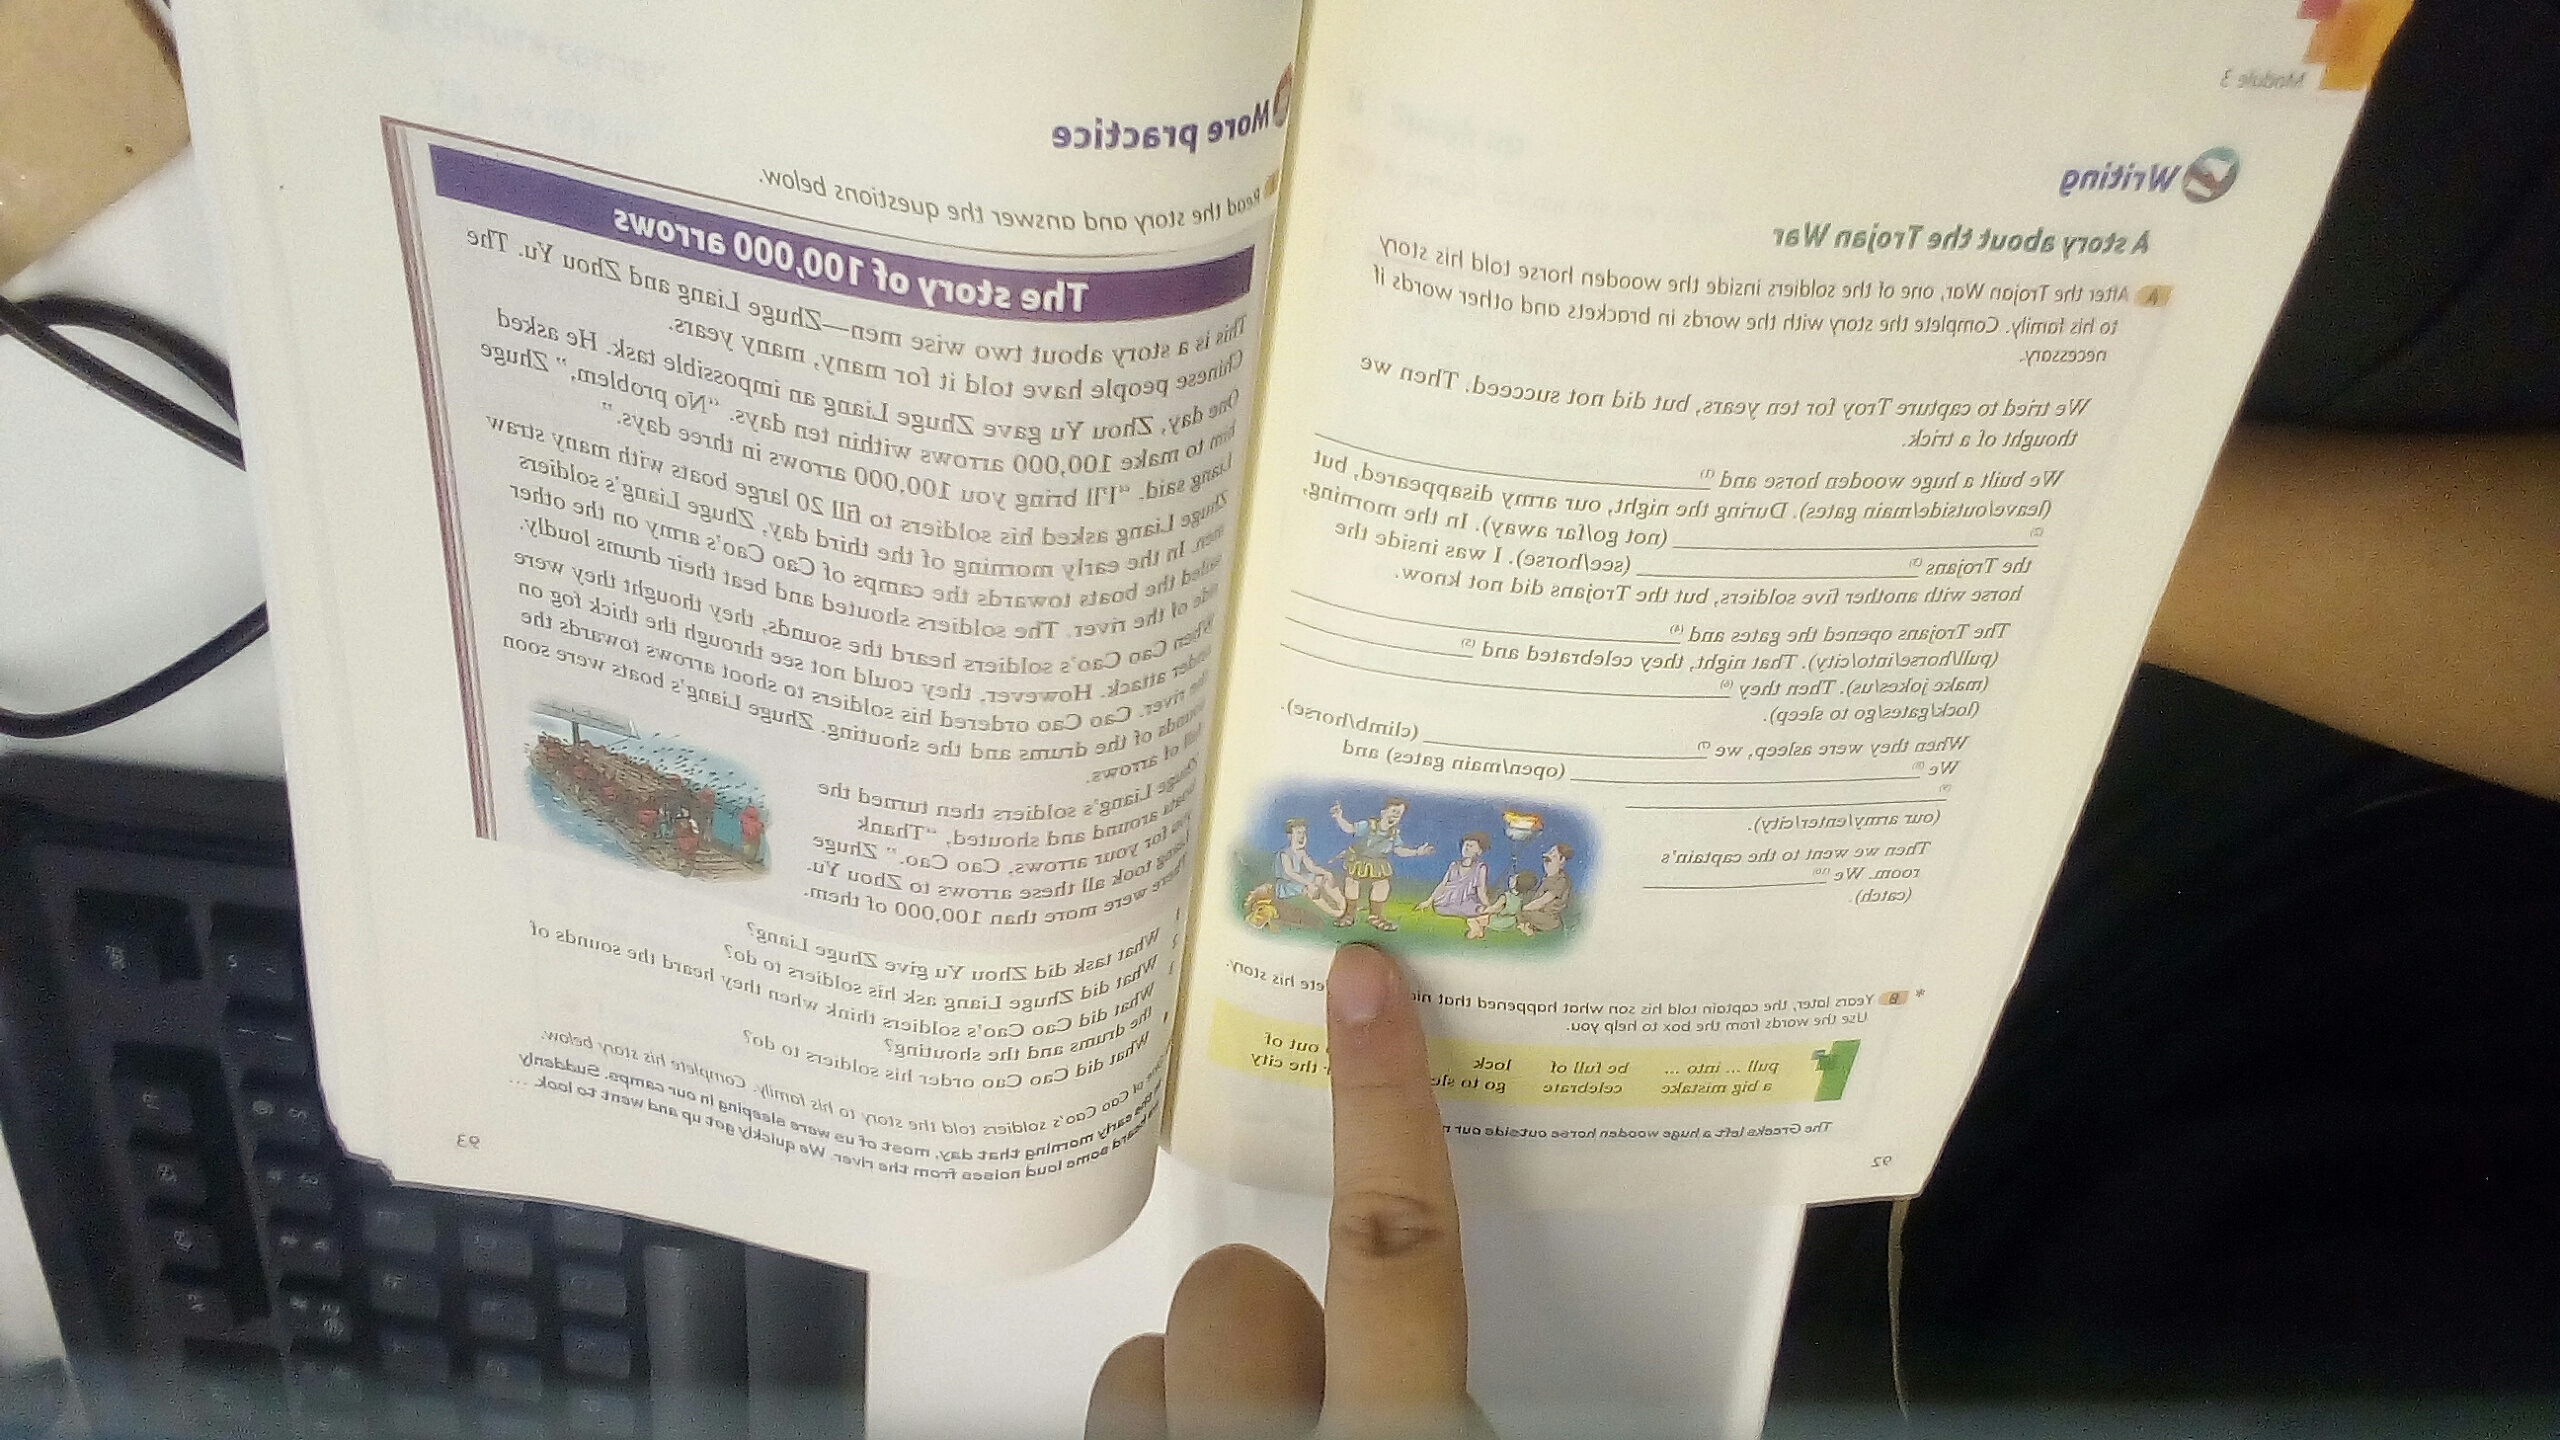 Module 3
Writing
A story about the Trojan War
A After the Trojan War, one of the soldiers inside the wooden horse told his story
to his family. Complete the story with the words in brackets and other words if
necessary.
We tried to capture Troy for ten years, but did not succeed. Then we
thought of a trick.
We built a huge wooden horse and (1)
(leave/outside/main gates). During the night, our army disappeared, but
(2) (not go/far away). In the morning,
the Trojans (3) (see/horse). I was inside the
horse with another five soldiers, but the Trojans did not know.
The Trojans opened the gates and (4)
(pull/horse/into/city). That night, they celebrated and (5)
(make jokes/us). Then they (6)
(lock/gates/go to sleep).
When they were asleep, we (7) (climb/horse).
We (8) (open/main gates) and
(9)
(our army/enter/city).
Then we went to the captain's
room. We (10)
(catch).
* B Years later, the captain told his son what happened that his story.
Use the words from the box to help you.
pull ... into ... be full of lock out of
a big mistake celebrate go to the city
The Greeks left a huge wooden horse outside our
92
More practice
Read the story and answer the questions below.
The story of 100,000 arrows
This is a story about two wise men—Zhuge Liang and Zhou Yu. The
Chinese people have told it for many, many years.
One day, Zhou Yu gave Zhuge Liang an impossible task. He asked
him to make 100,000 arrows within ten days. “No problem,” Zhuge
Liang said. “I'll bring you 100,000 arrows in three days.”
Zhuge Liang asked his soldiers to fill 20 large boats with many straw
men. In the early morning of the third day, Zhuge Liang's soldiers
sailed the boats towards the camps of Cao Cao's army on the other
side of the river. The soldiers shouted and beat their drums loudly.
When Cao Cao's soldiers heard the sounds, they thought they were
under attack. However, they could not see through the thick fog on
the river. Cao Cao ordered his soldiers to shoot arrows towards the
sounds of the drums and the shouting. Zhuge Liang's boats were soon
full of arrows.
Zhuge Liang's soldiers then turned the
boats around and shouted, “Thank
you for your arrows, Cao Cao.” Zhuge
Liang took all these arrows to Zhou Yu.
There were more than 100,000 of them.
1 What task did Zhou Yu give Zhuge Liang?
2 What did Zhuge Liang ask his soldiers to do?
3 What did Cao Cao's soldiers think when they heard the sounds of
the drums and the shouting?
4 What did Cao Cao order his soldiers to do?
of Cao Cao's soldiers told the story to his family. Complete his story below.
the early morning that day, most of us were sleeping in our camps. Suddenly
heard some loud noises from the river. We quickly got up and went to look ...
93